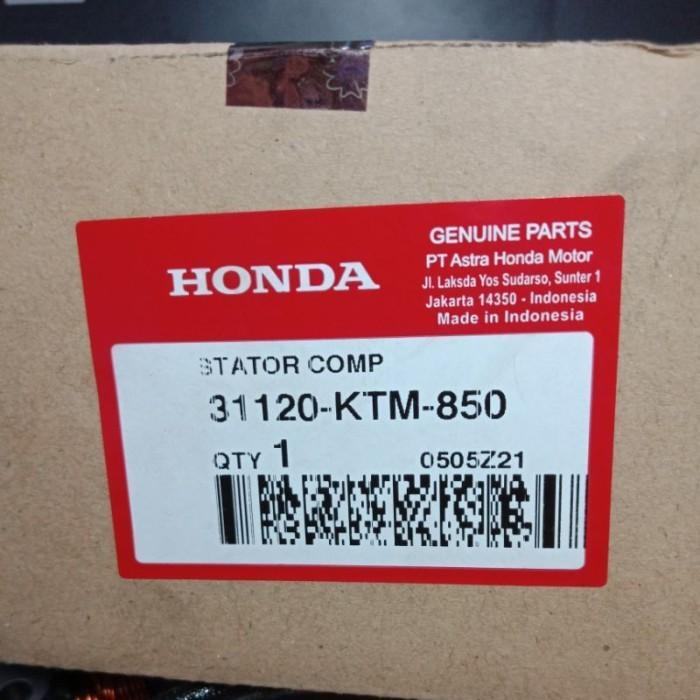 GENUINE PARTS
PT Astra Honda Motor
Jl. Laksda Yos Sudarso, Sunter 1
Jakarta 14350 - Indonesia
Made in Indonesia
HONDA
STATOR COMP
31120-KTM-850
QTY 1 0505Z21